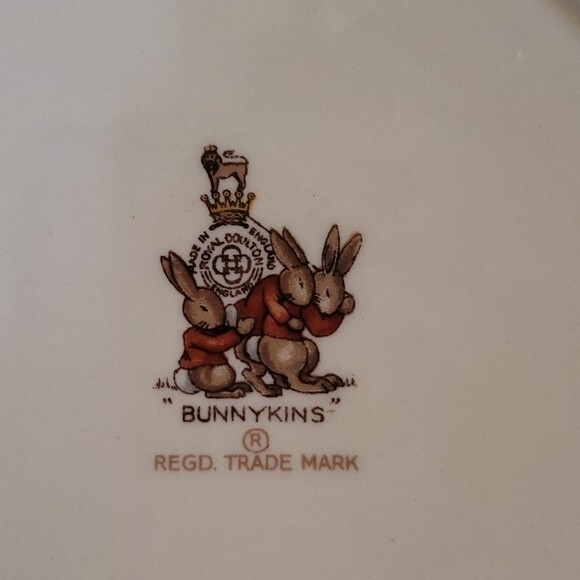 MADE IN ENGLAND
ROYAL DOULTON
ENGLAND
"BUNNYKINS"
®
REGD. TRADE MARK